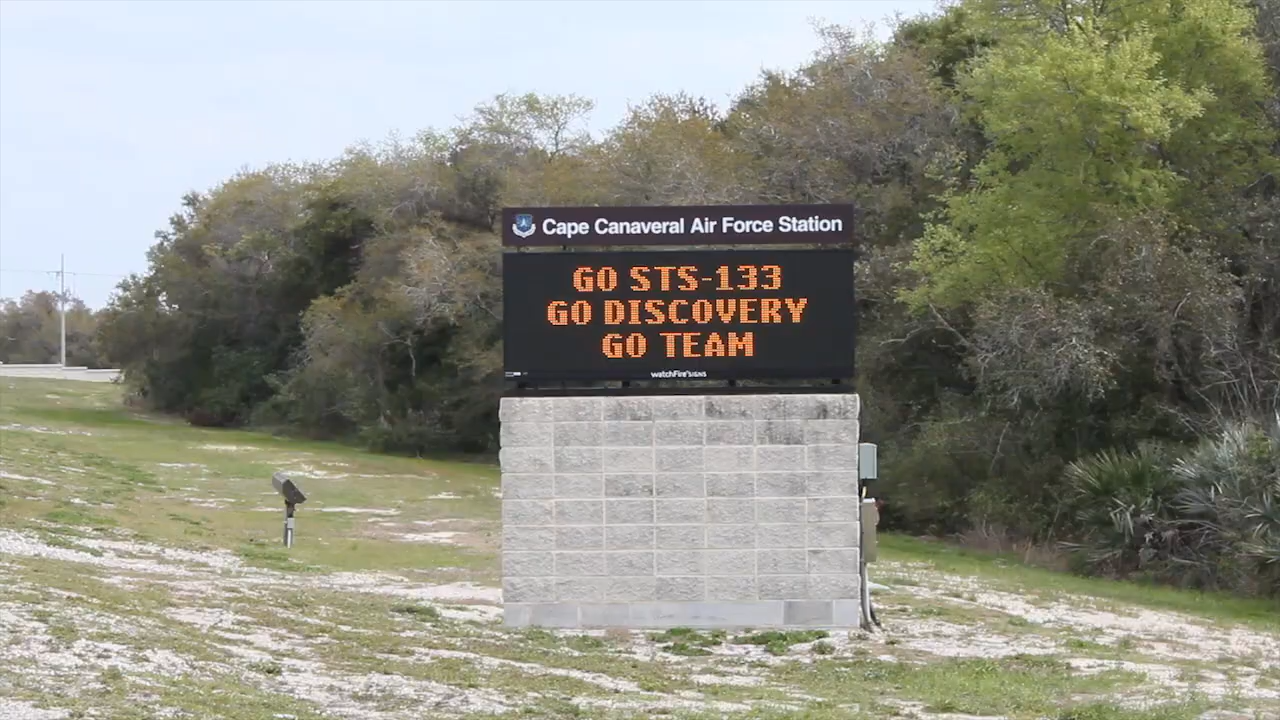 Cape Canaveral Air Force Station
GO STS-133
GO DISCOVERY
GO TEAM
watchFire SIGNS